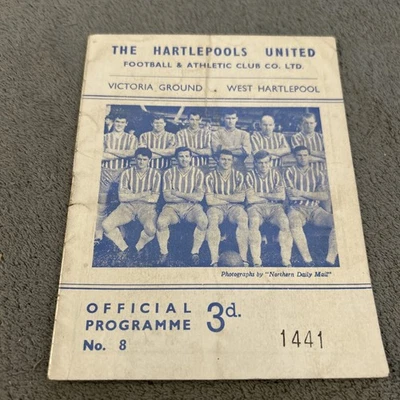 THE HARTLEPOOLS UNITED
FOOTBALL & ATHLETIC CLUB CO. LTD.
VICTORIA GROUND - WEST HARTLEPOOL
Photographs by "Northern Daily Mail"
OFFICIAL
PROGRAMME 3d.
No. 8
1441